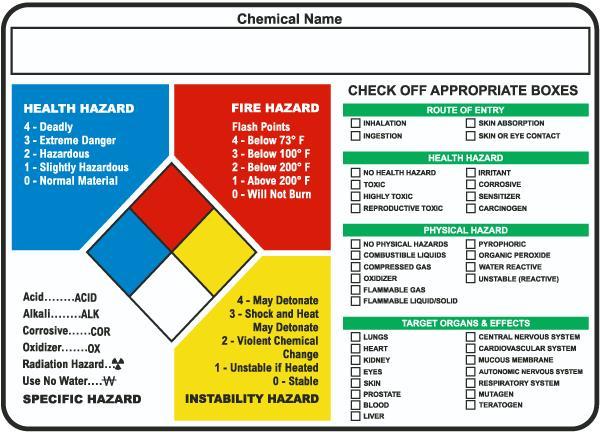 Chemical Name
HEALTH HAZARD
4 - Deadly
3 - Extreme Danger
2 - Hazardous
1 - Slightly Hazardous
0 - Normal Material
FIRE HAZARD
Flash Points
4 - Below 73° F
3 - Below 100° F
2 - Below 200° F
1 - Above 200° F
0 - Will Not Burn
Acid........ACID
Alkali......ALK
Corrosive......COR
Oxidizer.......OX
Radiation Hazard..☢
Use No Water....W
SPECIFIC HAZARD
4 - May Detonate
3 - Shock and Heat
May Detonate
2 - Violent Chemical
Change
1 - Unstable if Heated
0 - Stable
INSTABILITY HAZARD
CHECK OFF APPROPRIATE BOXES
ROUTE OF ENTRY
INHALATION
INGESTION
SKIN ABSORPTION
SKIN OR EYE CONTACT
HEALTH HAZARD
NO HEALTH HAZARD
TOXIC
HIGHLY TOXIC
REPRODUCTIVE TOXIC
IRRITANT
CORROSIVE
SENSITIZER
CARCINOGEN
PHYSICAL HAZARD
NO PHYSICAL HAZARDS
COMBUSTIBLE LIQUIDS
COMPRESSED GAS
OXIDIZER
FLAMMABLE GAS
FLAMMABLE LIQUID/SOLID
PYROPHORIC
ORGANIC PEROXIDE
WATER REACTIVE
UNSTABLE (REACTIVE)
TARGET ORGANS & EFFECTS
LUNGS
HEART
KIDNEY
EYES
SKIN
PROSTATE
BLOOD
LIVER
CENTRAL NERVOUS SYSTEM
CARDIOVASCULAR SYSTEM
MUCOUS MEMBRANE
AUTONOMIC NERVOUS SYSTEM
RESPIRATORY SYSTEM
MUTAGEN
TERATOGEN